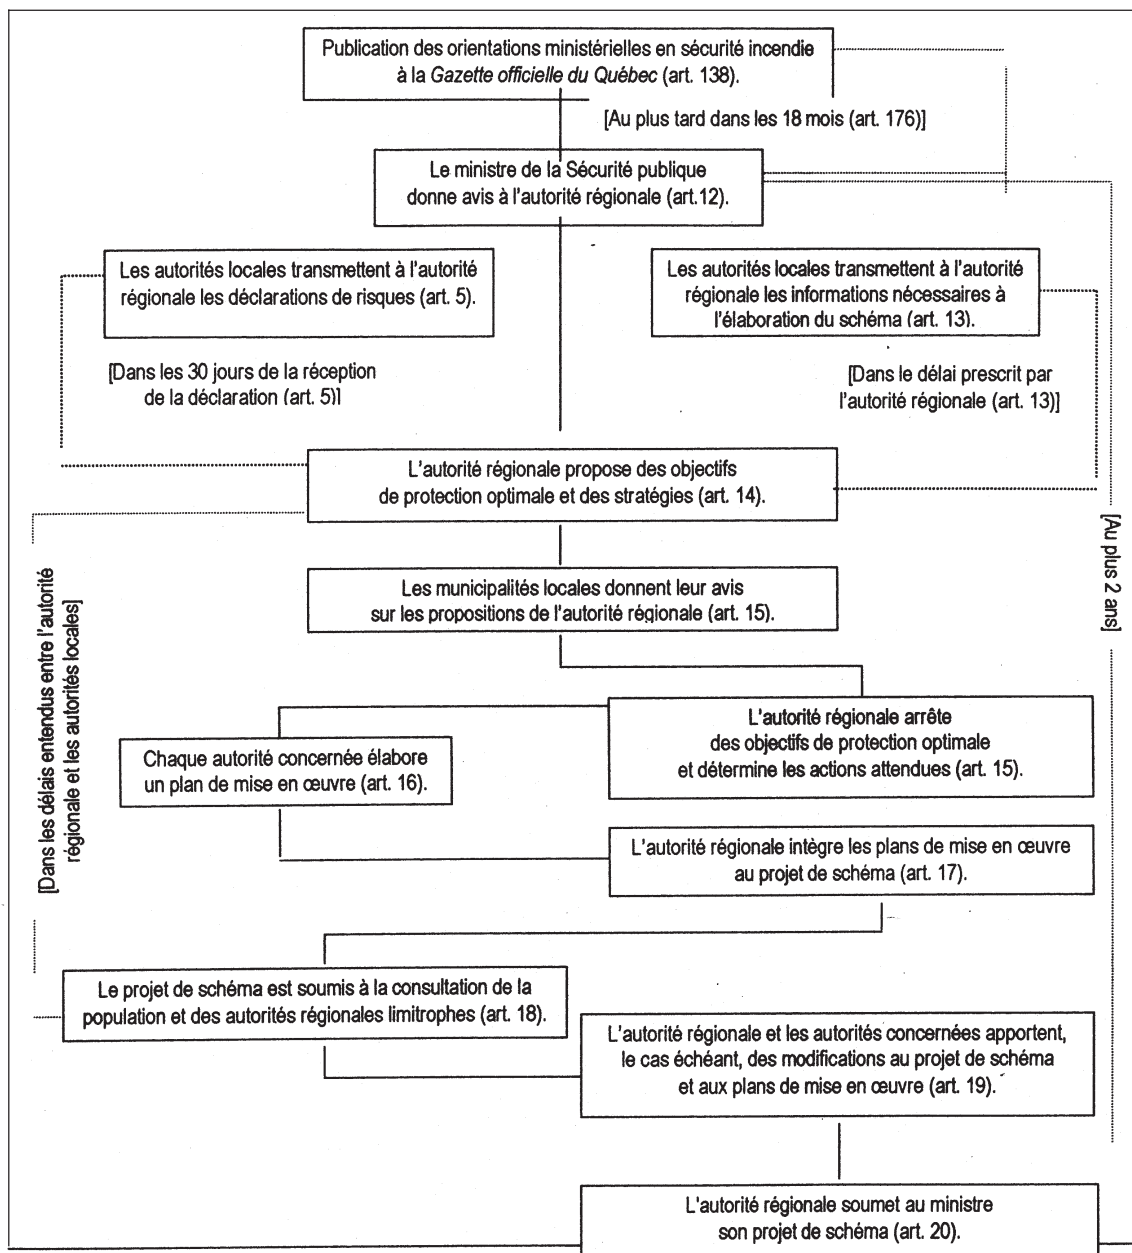 Publication des orientations ministérielles en sécurité incendie
à la Gazette officielle du Québec (art. 138).
[Au plus tard dans les 18 mois (art. 176)]
Le ministre de la Sécurité publique
donne avis à l'autorité régionale (art.12).
Les autorités locales transmettent à l'autorité
régionale les déclarations de risques (art. 5).
Les autorités locales transmettent à l'autorité
régionale les informations nécessaires à
l'élaboration du schéma (art. 13).
[Dans les 30 jours de la réception
de la déclaration (art. 5)]
[Dans le délai prescrit par
l'autorité régionale (art. 13)]
L'autorité régionale propose des objectifs
de protection optimale et des stratégies (art. 14).
[Au plus 2 ans]
Les municipalités locales donnent leur avis
sur les propositions de l'autorité régionale (art. 15).
[Dans les délais entendus entre l'autorité
régionale et les autorités locales]
L'autorité régionale arrête
des objectifs de protection optimale
et détermine les actions attendues (art. 15).
Chaque autorité concernée élabore
un plan de mise en œuvre (art. 16).
L'autorité régionale intègre les plans de mise en œuvre
au projet de schéma (art. 17).
Le projet de schéma est soumis à la consultation de la
population et des autorités régionales limitrophes (art. 18).
L'autorité régionale et les autorités concernées apportent,
le cas échéant, des modifications au projet de schéma
et aux plans de mise en œuvre (art. 19).
L'autorité régionale soumet au ministre
son projet de schéma (art. 20).